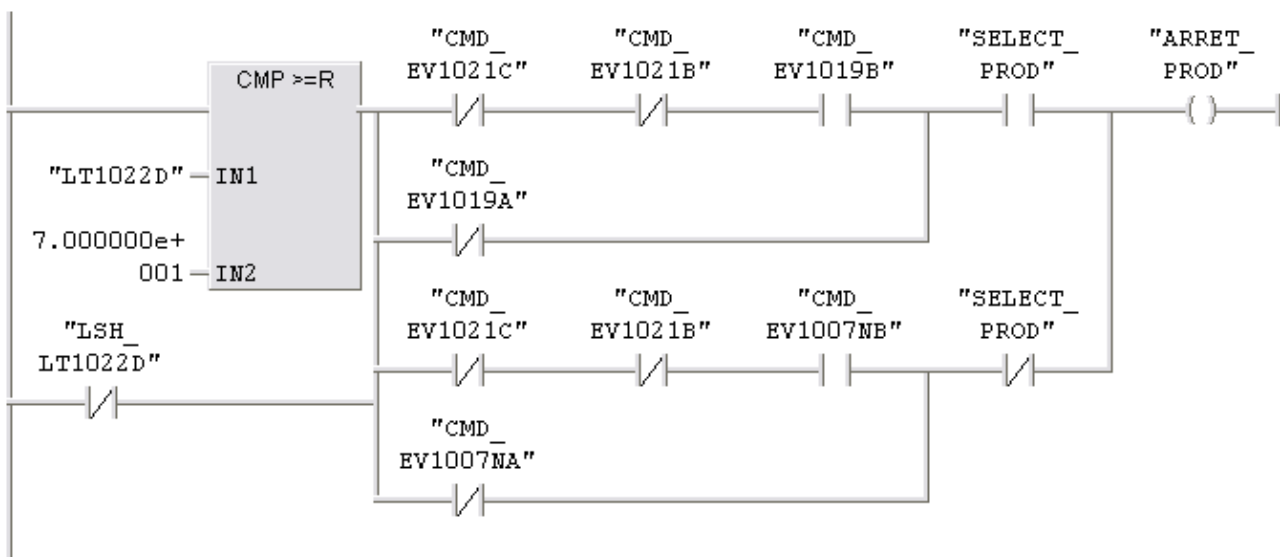 "CMD_
EV1021C"
"CMD_
EV1021B"
"CMD_
EV1019B"
"SELECT_
PROD"
"ARRET_
PROD"
CMP >=R
"LT1022D"
IN1
7.000000e+
001
IN2
"CMD_
EV1019A"
"LSH_
LT1022D"
"CMD_
EV1021C"
"CMD_
EV1021B"
"CMD_
EV1007NB"
"SELECT_
PROD"
"CMD_
EV1007NA"